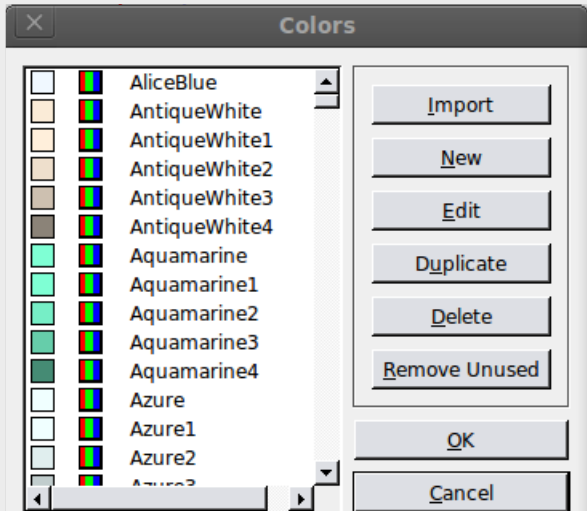 Colors
AliceBlue
AntiqueWhite
AntiqueWhite1
AntiqueWhite2
AntiqueWhite3
AntiqueWhite4
Aquamarine
Aquamarine1
Aquamarine2
Aquamarine3
Aquamarine4
Azure
Azure1
Azure2
Azure3
Import
New
Edit
Duplicate
Delete
Remove Unused
OK
Cancel